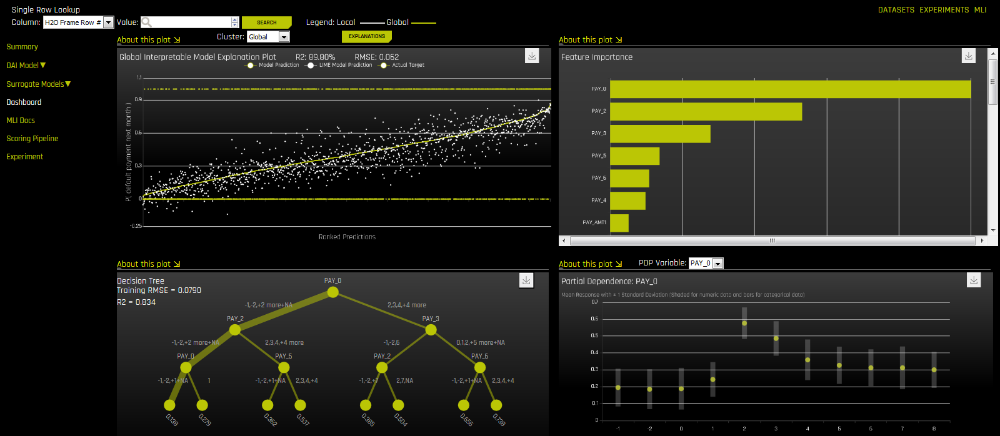 Single Row Lookup
DATASETS EXPERIMENTS MLI
Column: H2O Frame Row # Value: SEARCH Legend: Local Global
Cluster: Global EXPLANATIONS
Summary
DAI Model ▼
Surrogate Models ▼
Dashboard
MLI Docs
Scoring Pipeline
Experiment
About this plot
Global Interpretable Model Explanation Plot R2: 89.80% RMSE: 0.062
Model Prediction LIME Model Prediction Actual Target
P( default payment next month )
1.1
0.9
0.6
0.3
0
-0.25
Ranked Predictions
About this plot
Feature Importance
PAY_0
PAY_2
PAY_3
PAY_5
PAY_6
PAY_4
PAY_AMT1
About this plot
Decision Tree
Training RMSE = 0.0790
R2 = 0.834
PAY_0
-1,-2,+2 more+NA 2,3,4,+4 more
PAY_2 PAY_3
-1,-2,+2 more+NA 2,3,4,+4 more -1,-2,6 0,1,2,+5 more+NA
PAY_0 PAY_5 PAY_2 PAY_6
-1,-2,+1+NA 1 -1,-2,+1+NA 2,3,4,+4 2,7,NA -1,-2,+1+NA 2,3,4,+4
0.138 0.279 0.362 0.537 0.385 0.504 0.656 0.738
About this plot PDP Variable: PAY_0
Partial Dependence: PAY_0
Mean Response with ± 1 Standard Deviation (Shaded for numeric data and bars for categorical data)
0.7
0.6
0.5
0.4
0.3
0.2
0.1
0
-1 -2 0 1 2 3 4 5 6 7 8